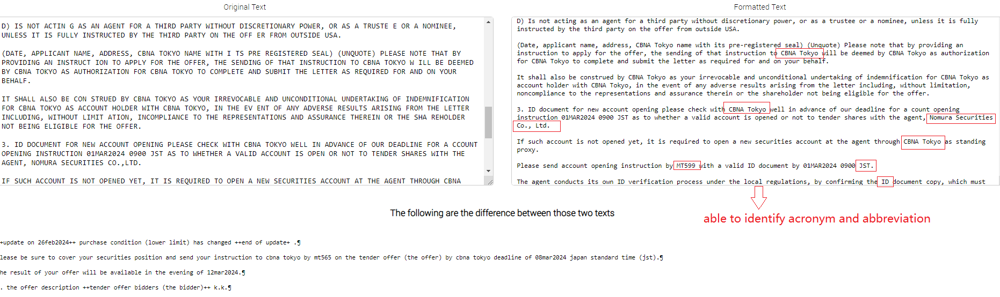 Original Text
D) IS NOT ACTIN G AS AN AGENT FOR A THIRD PARTY WITHOUT DISCRETIONARY POWER, OR AS A TRUSTE E OR A NOMINEE,
UNLESS IT IS FULLY INSTRUCTED BY THE THIRD PARTY ON THE OFF ER FROM OUTSIDE USA.
(DATE, APPLICANT NAME, ADDRESS, CBNA TOKYO NAME WITH I TS PRE REGISTERED SEAL) (UNQUOTE) PLEASE NOTE THAT BY
PROVIDING AN INSTRUCT ION TO APPLY FOR THE OFFER, THE SENDING OF THAT INSTRUCTION TO CBNA TOKYO W ILL BE DEEMED
BY CBNA TOKYO AS AUTHORIZATION FOR CBNA TOKYO TO COMPLETE AND SUBMIT THE LETTER AS REQUIRED FOR AND ON YOUR
BEHALF.
IT SHALL ALSO BE CON STRUED BY CBNA TOKYO AS YOUR IRREVOCABLE AND UNCONDITIONAL UNDERTAKING OF INDEMNIFICATION
FOR CBNA TOKYO AS ACCOUNT HOLDER WITH CBNA TOKYO, IN THE EV ENT OF ANY ADVERSE RESULTS ARISING FROM THE LETTER
INCLUDING, WITHOUT LIMIT ATION, INCOMPLIANCE TO THE REPRESENTATIONS AND ASSURANCE THEREIN OR THE SHA REHOLDER
NOT BEING ELIGIBLE FOR THE OFFER.
3. ID DOCUMENT FOR NEW ACCOUNT OPENING PLEASE CHECK WITH CBNA TOKYO WELL IN ADVANCE OF OUR DEADLINE FOR A CCOUNT
OPENING INSTRUCTION 01MAR2024 0900 JST AS TO WHETHER A VALID ACCOUNT IS OPEN OR NOT TO TENDER SHARES WITH THE
AGENT, NOMURA SECURITIES CO.,LTD.
IF SUCH ACCOUNT IS NOT OPENED YET, IT IS REQUIRED TO OPEN A NEW SECURITIES ACCOUNT AT THE AGENT THROUGH CBNA
Formatted Text
D) Is not acting as an agent for a third party without discretionary power, or as a trustee or a nominee, unless it is fully
instructed by the third party on the offer from outside USA.
(Date, applicant name, address, CBNA Tokyo name with its pre-registered seal) (Unquote) Please note that by providing an
instruction to apply for the offer, the sending of that instruction to CBNA Tokyo will be deemed by CBNA Tokyo as authorization
for CBNA Tokyo to complete and submit the letter as required for and on your behalf.
It shall also be construed by CBNA Tokyo as your irrevocable and unconditional undertaking of indemnification for CBNA Tokyo as
account holder with CBNA Tokyo, in the event of any adverse results arising from the letter including, without limitation,
noncompliance to the representations and assurance therein or the shareholder not being eligible for the offer.
3. ID document for new account opening please check with CBNA Tokyo well in advance of our deadline for a count opening
instruction 01MAR2024 0900 JST as to whether a valid account is opened or not to tender shares with the agent, Nomura Securities
Co., Ltd.
If such account is not opened yet, it is required to open a new securities account at the agent through CBNA Tokyo as standing
proxy.
Please send account opening instruction by MT599 with a valid ID document by 01MAR2024 0900 JST.
The agent conducts its own ID verification process under the local regulations, by confirming the ID document copy, which must
able to identify acronym and abbreviation
The following are the difference between those two texts
+update on 26feb2024++ purchase condition (lower limit) has changed ++end of update+ .¶
lease be sure to cover your securities position and send your instruction to cbna tokyo by mt565 on the tender offer (the offer) by cbna tokyo deadline of 08mar2024 japan standard time (jst).¶
he result of your offer will be available in the evening of 12mar2024.¶
. the offer description ++tender offer bidders (the bidder)++ k.k.¶